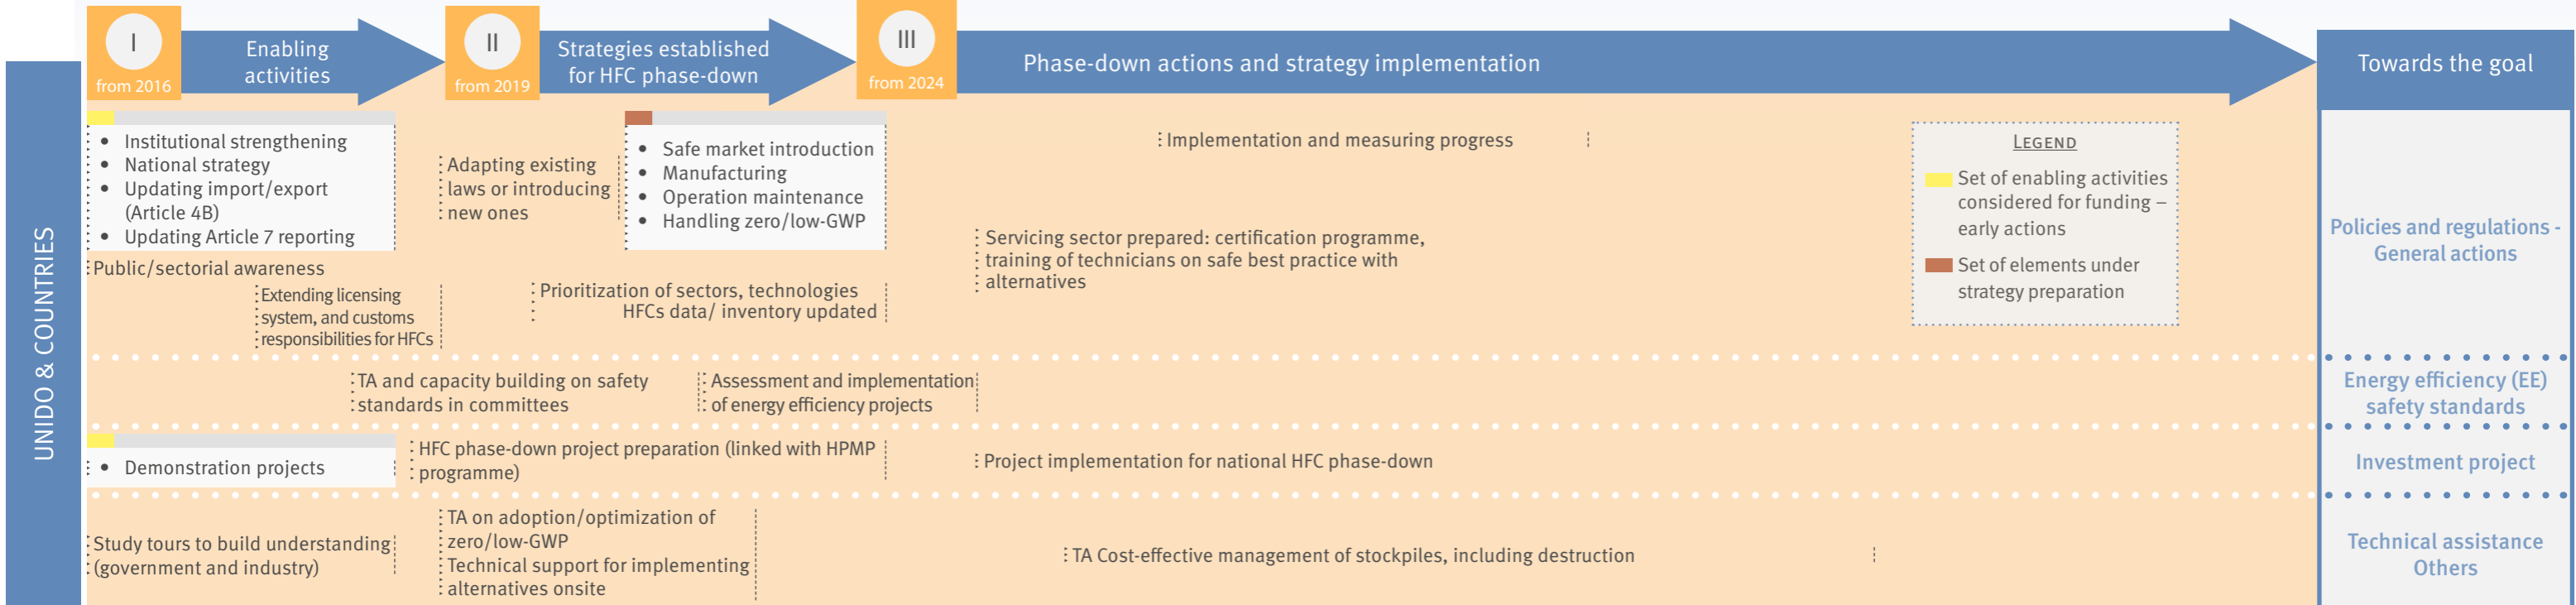 I
from 2016
Enabling
activities
II
from 2019
Strategies established
for HFC phase-down
III
from 2024
Phase-down actions and strategy implementation
Towards the goal
UNIDO & COUNTRIES
• Institutional strengthening
• National strategy
• Updating import/export
(Article 4B)
• Updating Article 7 reporting
Public/sectorial awareness
Extending licensing
system, and customs
responsibilities for HFCs
Adapting existing
laws or introducing
new ones
• Safe market introduction
• Manufacturing
• Operation maintenance
• Handling zero/low-GWP
Prioritization of sectors, technologies
HFCs data/ inventory updated
Implementation and measuring progress
Servicing sector prepared: certification programme,
training of technicians on safe best practice with
alternatives
LEGEND
Set of enabling activities
considered for funding –
early actions
Set of elements under
strategy preparation
Policies and regulations -
General actions
TA and capacity building on safety
standards in committees
Assessment and implementation
of energy efficiency projects
Energy efficiency (EE)
safety standards
• Demonstration projects
HFC phase-down project preparation (linked with HPMP
programme)
Project implementation for national HFC phase-down
Investment project
Study tours to build understanding
(government and industry)
TA on adoption/optimization of
zero/low-GWP
Technical support for implementing
alternatives onsite
TA Cost-effective management of stockpiles, including destruction
Technical assistance
Others